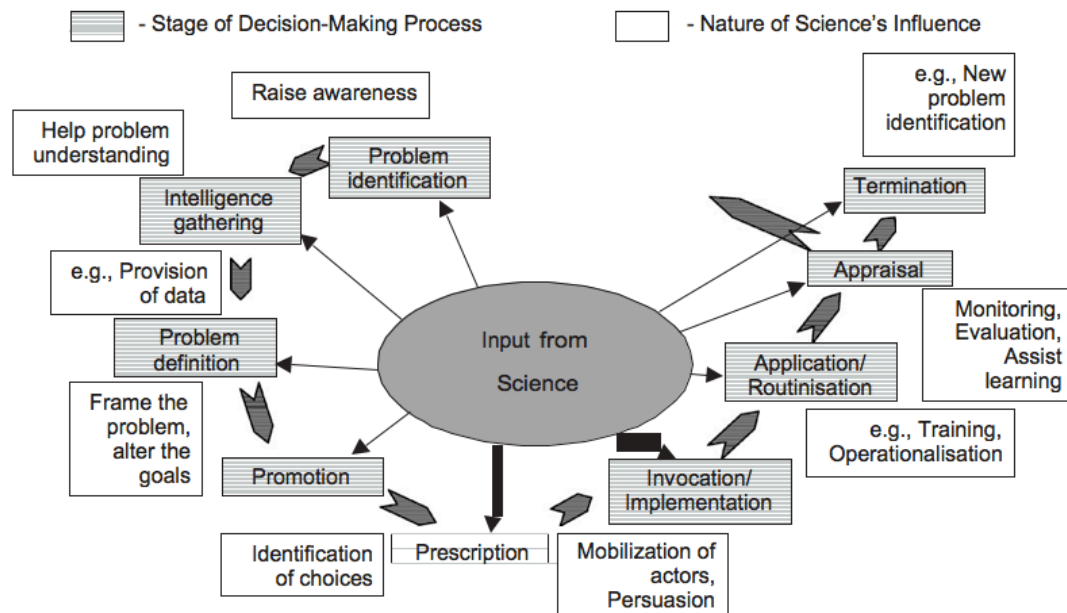 - Stage of Decision-Making Process
- Nature of Science's Influence
Raise awareness
e.g., New
problem
identification
Help problem
understanding
Problem
identification
Intelligence
gathering
Termination
e.g., Provision
of data
Appraisal
Problem
definition
Input from
Science
Monitoring,
Evaluation,
Assist
learning
Application/
Routinisation
Frame the
problem,
alter the
goals
e.g., Training,
Operationalisation
Promotion
Invocation/
Implementation
Identification
of choices
Prescription
Mobilization of
actors,
Persuasion